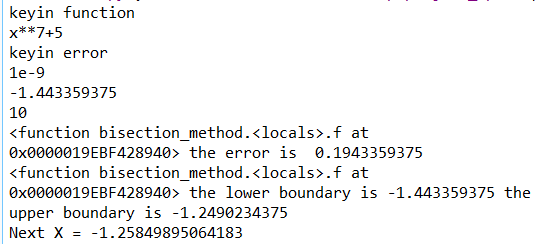 keyin function
x**7+5
keyin error
1e-9
-1.443359375
10
<function bisection_method.<locals>.f at
0x0000019EBF428940> the error is  0.1943359375
<function bisection_method.<locals>.f at
0x0000019EBF428940> the lower boundary is -1.443359375 the
upper boundary is -1.2490234375
Next X = -1.25849895064183